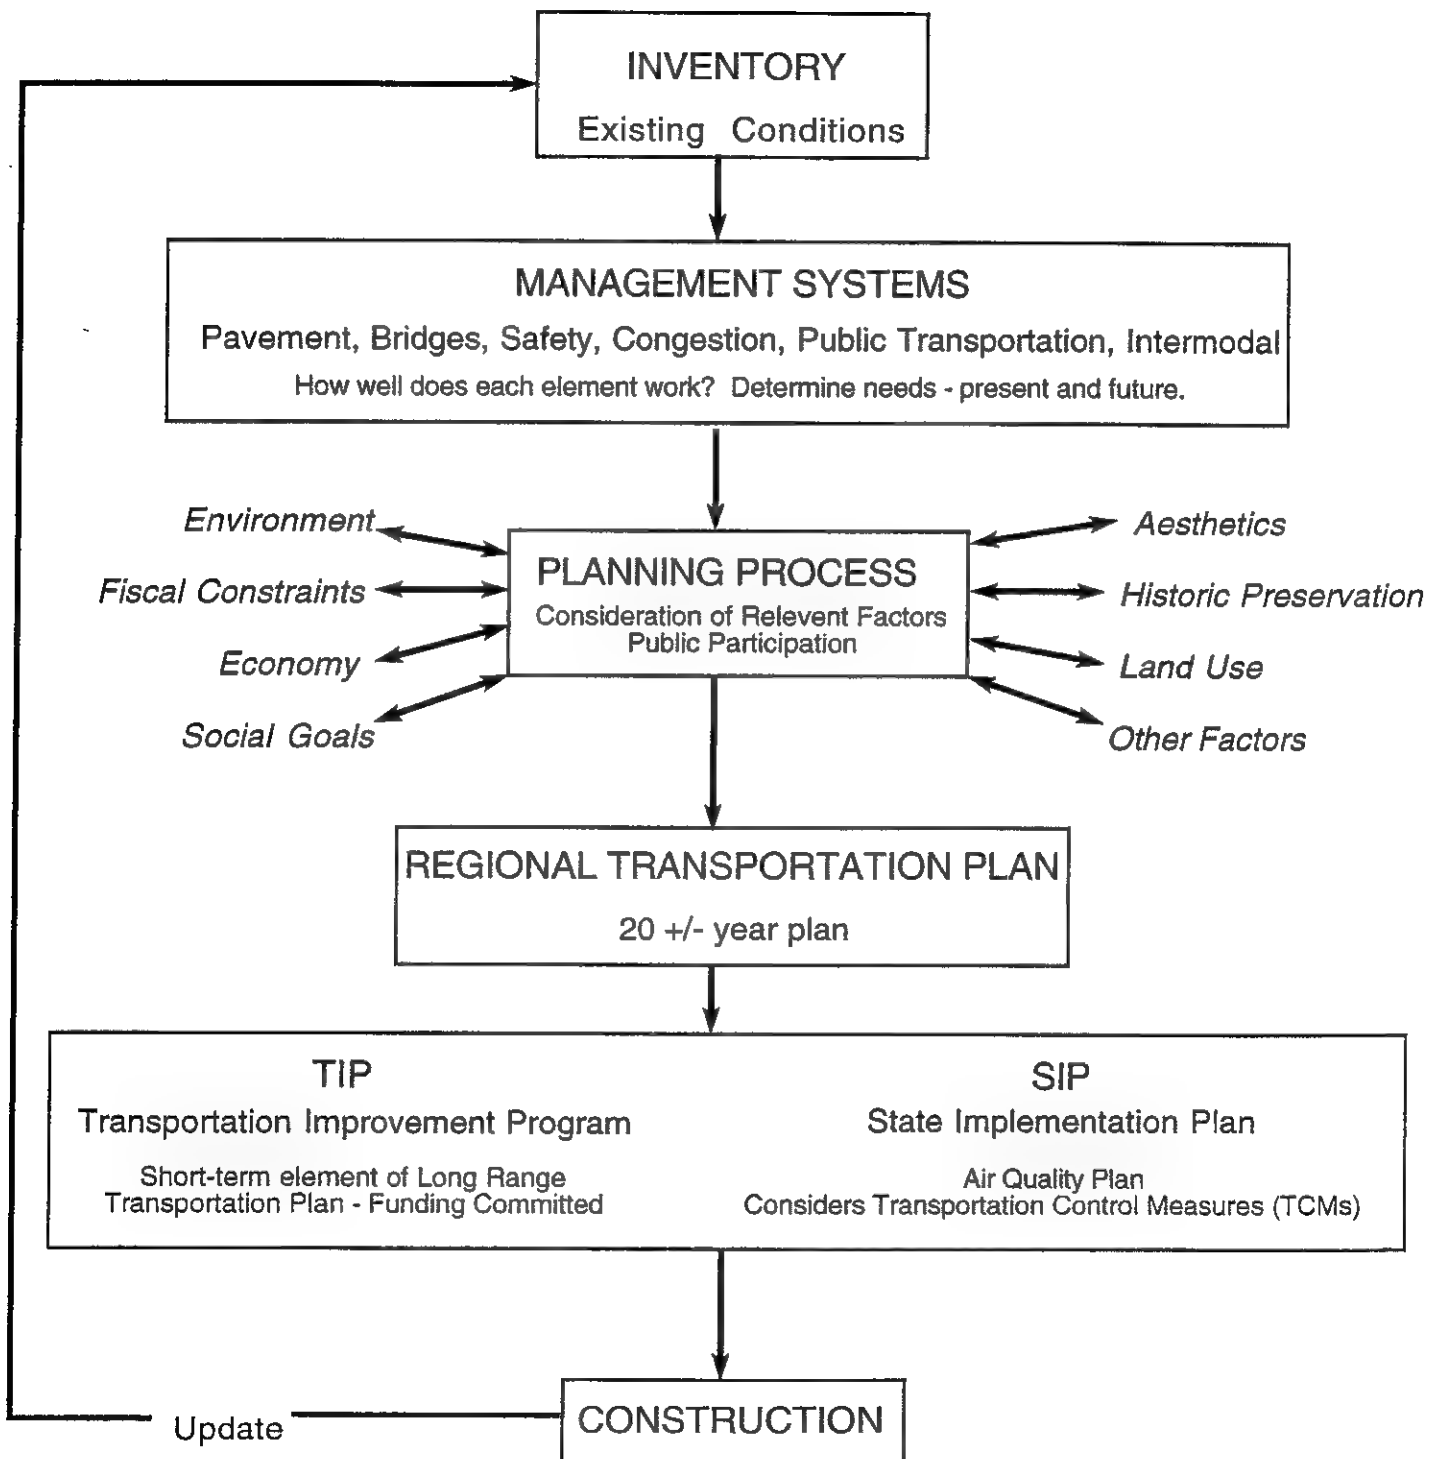 INVENTORY
Existing Conditions
MANAGEMENT SYSTEMS
Pavement, Bridges, Safety, Congestion, Public Transportation, Intermodal
How well does each element work? Determine needs - present and future.
Environment
Fiscal Constraints
Economy
Social Goals
PLANNING PROCESS
Consideration of Relevent Factors
Public Participation
Aesthetics
Historic Preservation
Land Use
Other Factors
REGIONAL TRANSPORTATION PLAN
20 +/- year plan
TIP
Transportation Improvement Program
Short-term element of Long Range
Transportation Plan - Funding Committed
SIP
State Implementation Plan
Air Quality Plan
Considers Transportation Control Measures (TCMs)
Update
CONSTRUCTION